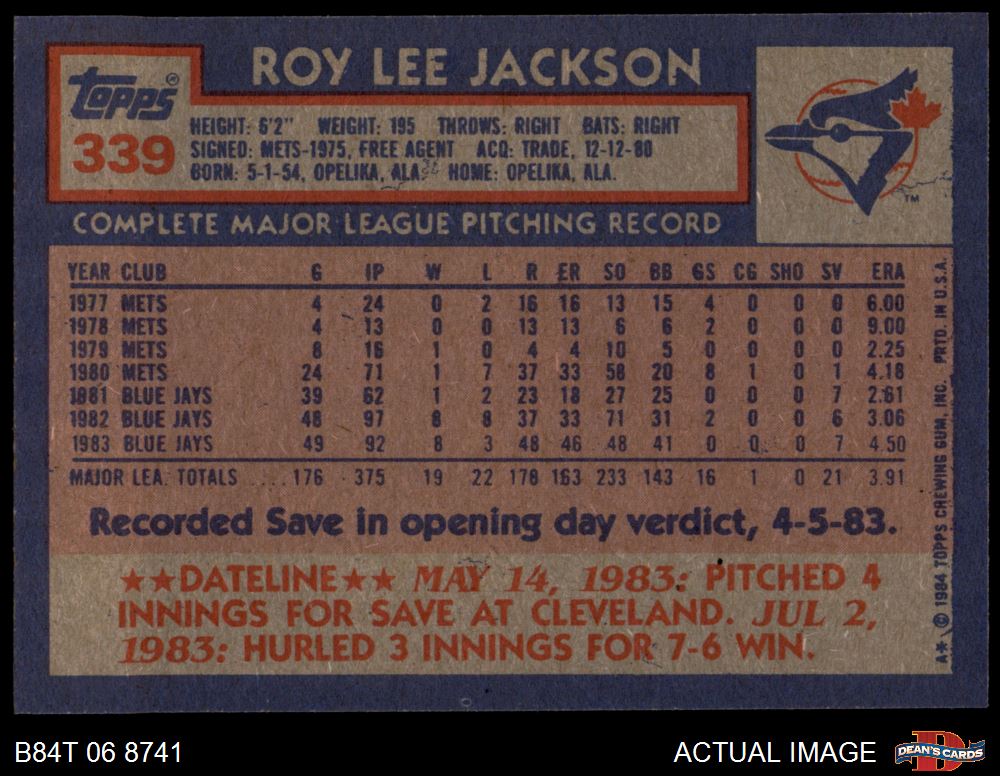 ROY LEE JACKSON
Topps®
339
HEIGHT: 6'2" WEIGHT: 195 THROWS: RIGHT BATS: RIGHT
SIGNED: METS-1975, FREE AGENT ACQ: TRADE, 12-12-80
BORN: 5-1-54, OPELIKA, ALA. HOME: OPELIKA, ALA.
TM
COMPLETE MAJOR LEAGUE PITCHING RECORD
YEAR CLUB G IP W L R ER SO BB GS CG SHO SV ERA
1977 METS 4 24 0 2 16 16 13 15 4 0 0 0 6.00
1978 METS 4 13 0 0 13 13 6 6 2 0 0 0 9.00
1979 METS 8 16 1 0 4 4 10 5 0 0 0 0 2.25
1980 METS 24 71 1 7 37 33 58 20 8 1 0 1 4.18
1981 BLUE JAYS 39 62 1 2 23 18 27 25 0 0 0 7 2.61
1982 BLUE JAYS 48 97 8 8 37 33 71 31 2 0 0 6 3.06
1983 BLUE JAYS 49 92 8 3 48 46 48 41 0 0 0 7 4.50
MAJOR LEA. TOTALS .... 176 375 19 22 178 163 233 143 16 1 0 21 3.91
Recorded Save in opening day verdict, 4-5-83.
★★DATELINE★★ MAY 14, 1983: PITCHED 4
INNINGS FOR SAVE AT CLEVELAND. JUL 2,
1983: HURLED 3 INNINGS FOR 7-6 WIN.
A* © 1984 TOPPS CHEWING GUM, INC. PRTD. IN U.S.A.
B84T 06 8741
ACTUAL IMAGE
DEAN'S CARDS